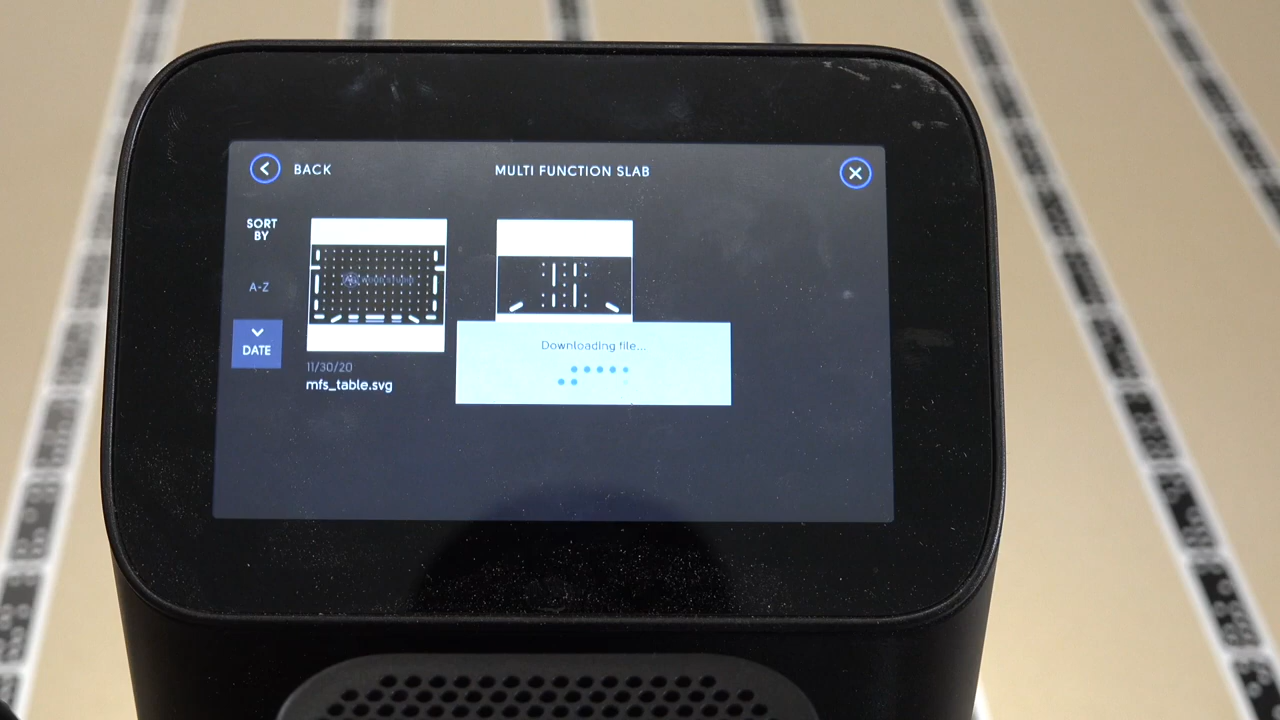 BACK
MULTI FUNCTION SLAB
SORT
BY
A-Z
DATE
11/30/20
mfs_table.svg
Downloading file...